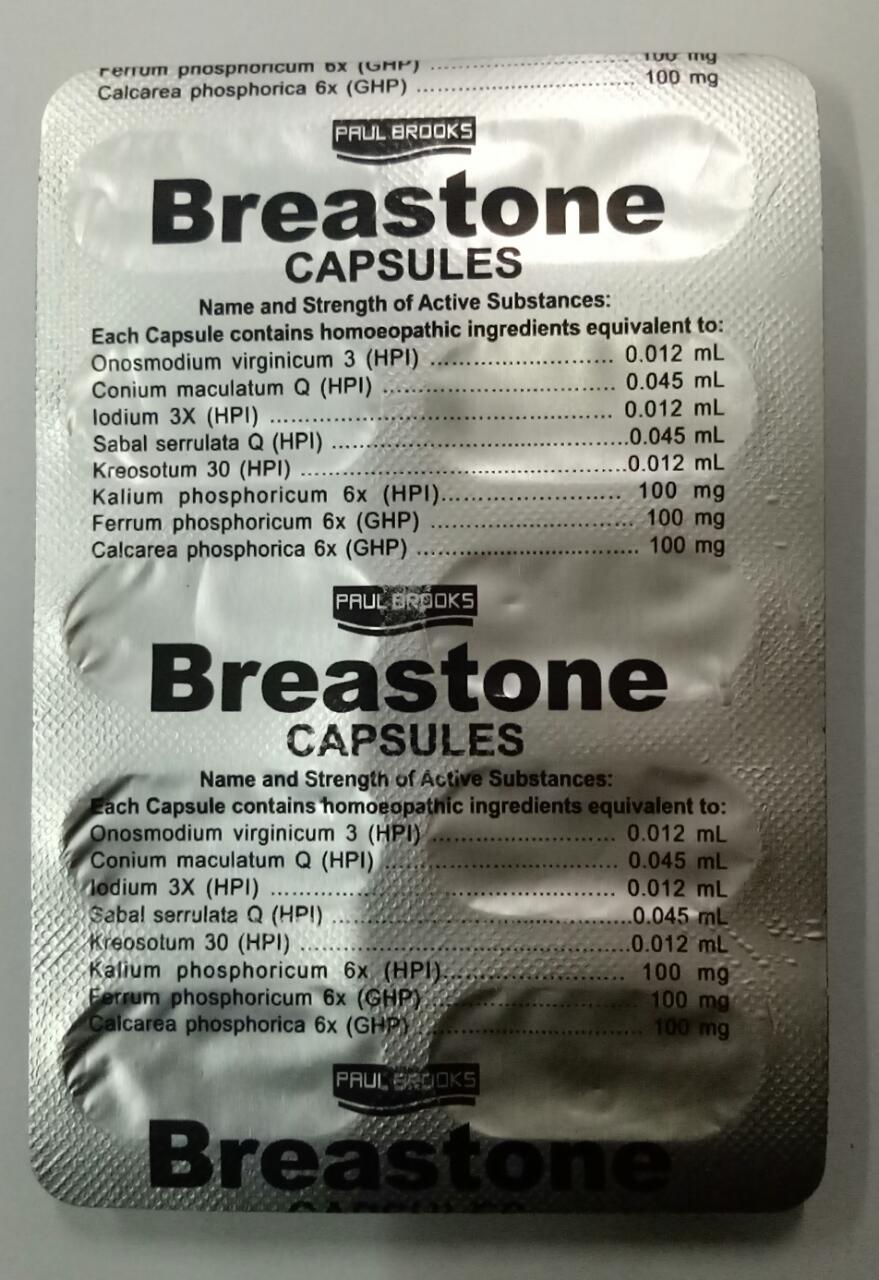 Ferrum phosphoricum 6x (GHP) .............................. 100 mg
Calcarea phosphorica 6x (GHP) ................................. 100 mg
PAUL BROOKS
Breastone
CAPSULES
Name and Strength of Active Substances:
Each Capsule contains homoeopathic ingredients equivalent to:
Onosmodium virginicum 3 (HPI) ........................... 0.012 mL
Conium maculatum Q (HPI) .................................. 0.045 mL
Iodium 3X (HPI) .................................................. 0.012 mL
Sabal serrulata Q (HPI) ...........................................0.045 mL
Kreosotum 30 (HPI) ...............................................0.012 mL
Kalium phosphoricum 6x (HPI).......................... 100 mg
Ferrum phosphoricum 6x (GHP) .............................. 100 mg
Calcarea phosphorica 6x (GHP) ................................. 100 mg
PAUL BROOKS
Breastone
CAPSULES
Name and Strength of Active Substances:
Each Capsule contains homoeopathic ingredients equivalent to:
Onosmodium virginicum 3 (HPI) ........................... 0.012 mL
Conium maculatum Q (HPI) .................................. 0.045 mL
Iodium 3X (HPI) .................................................. 0.012 mL
Sabal serrulata Q (HPI) ...........................................0.045 mL
Kreosotum 30 (HPI) ...............................................0.012 mL
Kalium phosphoricum 6x (HPI).......................... 100 mg
Ferrum phosphoricum 6x (GHP) .............................. 100 mg
Calcarea phosphorica 6x (GHP) ................................. 100 mg
PAUL BROOKS
Breastone
CAPSULES